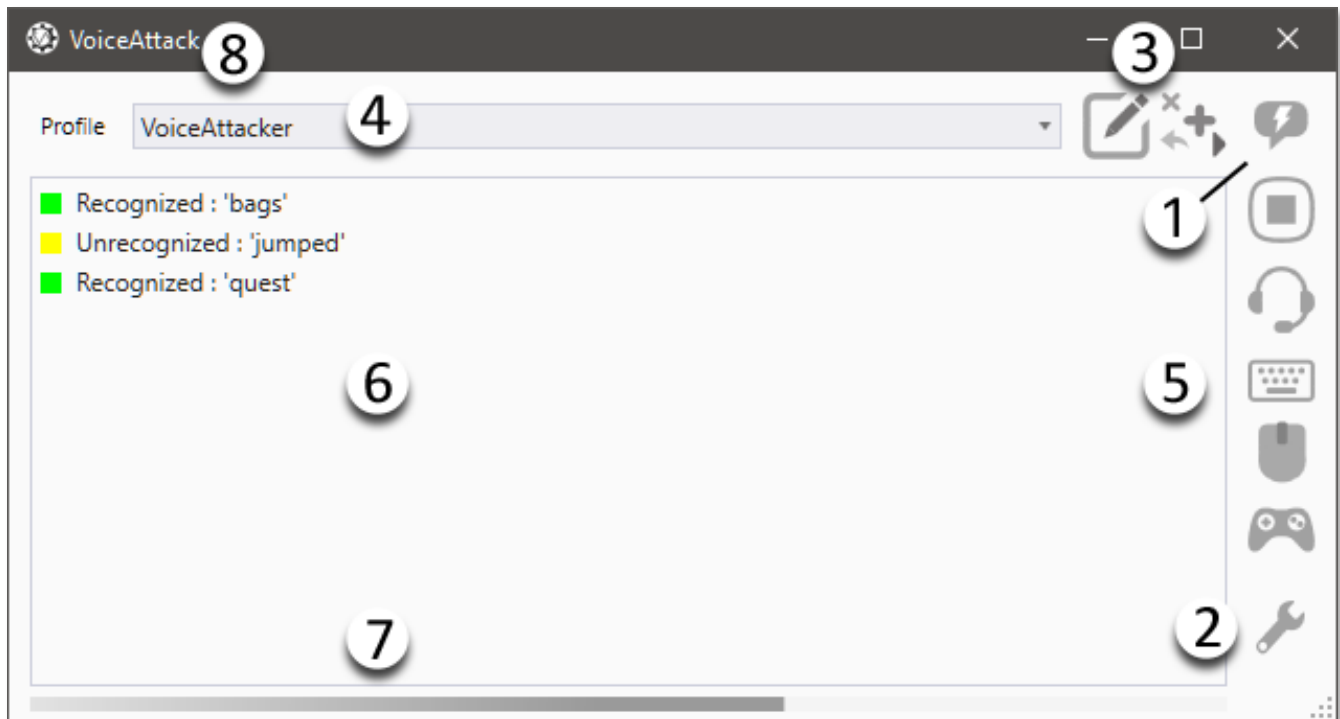 VoiceAttack
8
3
Profile
VoiceAttacker
4
1
Recognized : 'bags'
Unrecognized : 'jumped'
Recognized : 'quest'
6
5
7
2